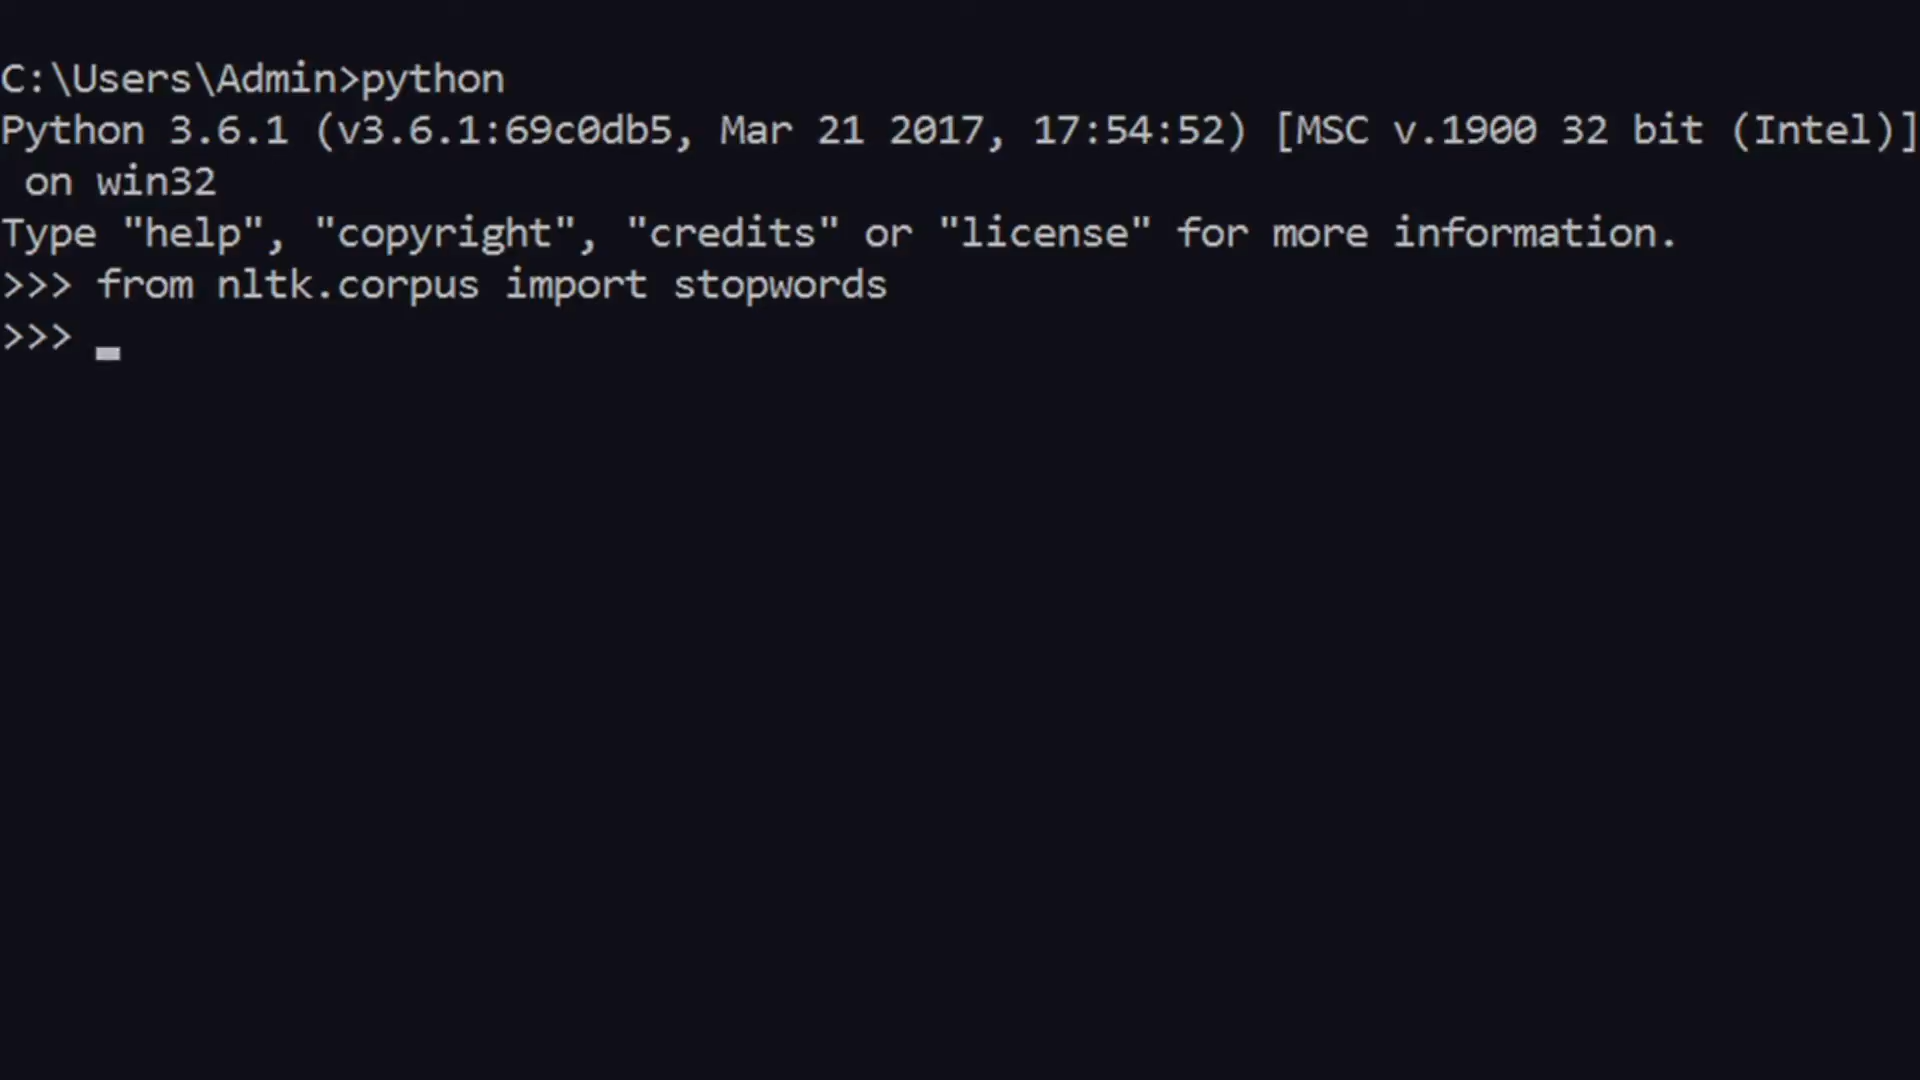 C:\Users\Admin>python
Python 3.6.1 (v3.6.1:69c0db5, Mar 21 2017, 17:54:52) [MSC v.1900 32 bit (Intel)]
 on win32
Type "help", "copyright", "credits" or "license" for more information.
>>> from nltk.corpus import stopwords
>>>